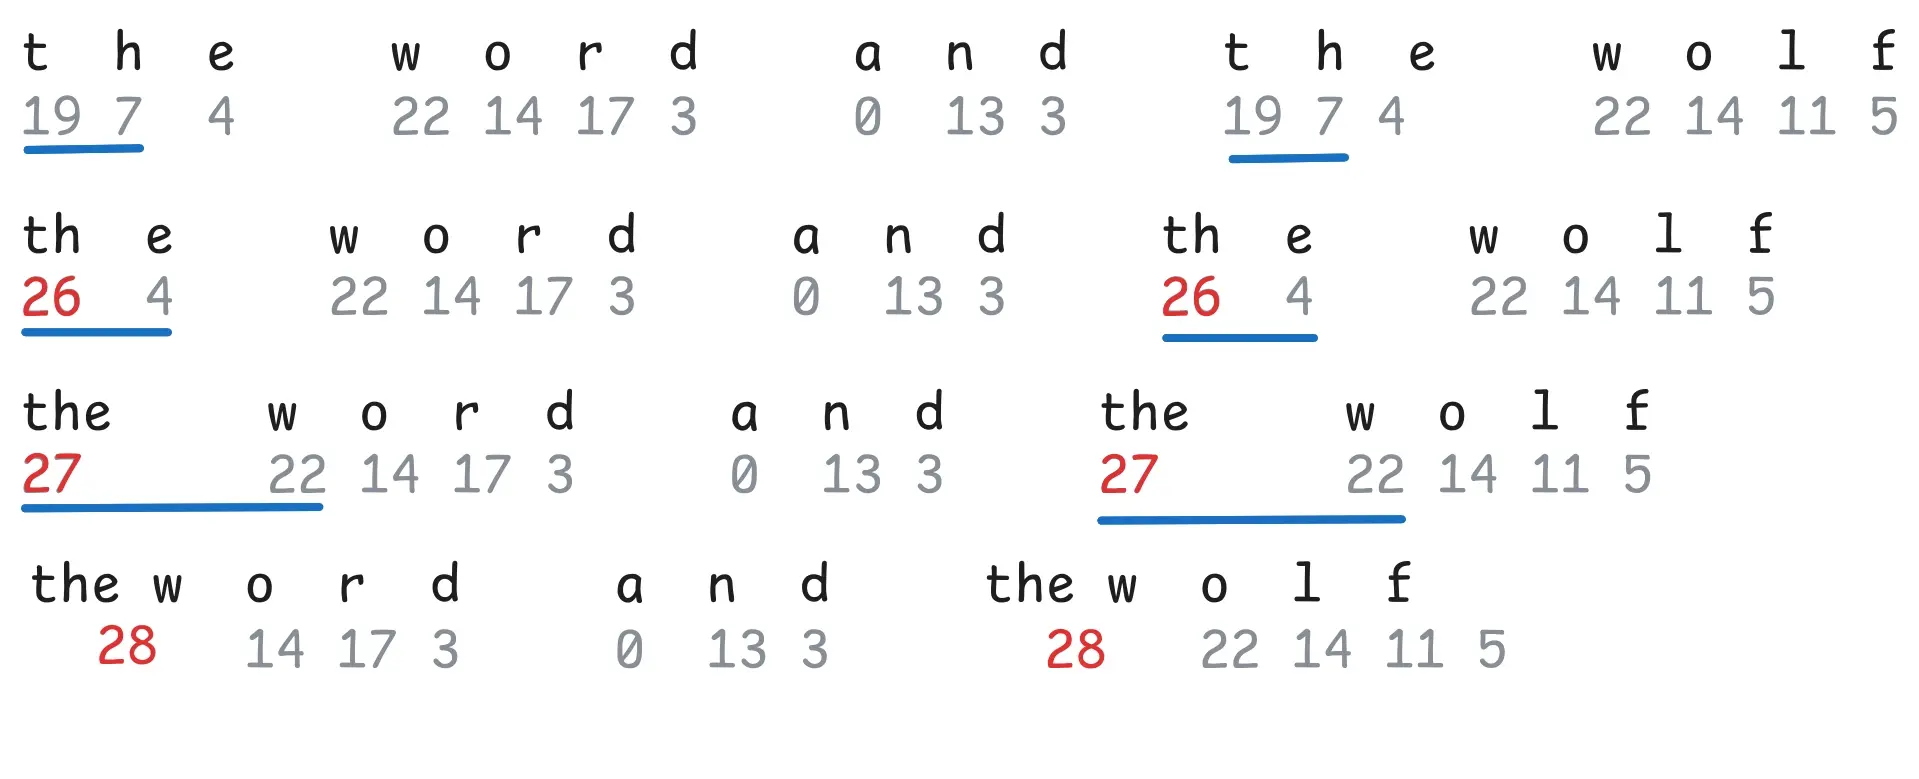 t h e w o r d a n d t h e w o l f
19 7 4 22 14 17 3 0 13 3 19 7 4 22 14 11 5
th e w o r d a n d th e w o l f
26 4 22 14 17 3 0 13 3 26 4 22 14 11 5
the w o r d a n d the w o l f
27 22 14 17 3 0 13 3 27 22 14 11 5
the w o r d a n d the w o l f
28 14 17 3 0 13 3 28 22 14 11 5